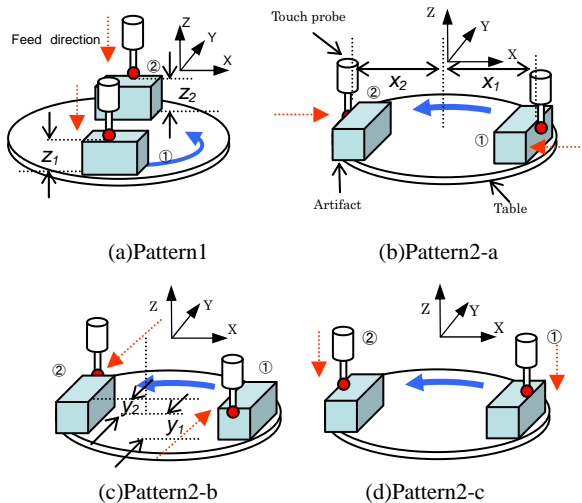 Feed direction
Z
Y
X
②
z2
z1
①
(a)Pattern1
Touch probe
Z
Y
X
x2
x1
②
①
Artifact
Table
(b)Pattern2-a
Z
Y
X
②
①
y2
y1
(c)Pattern2-b
Z
Y
X
②
①
(d)Pattern2-c